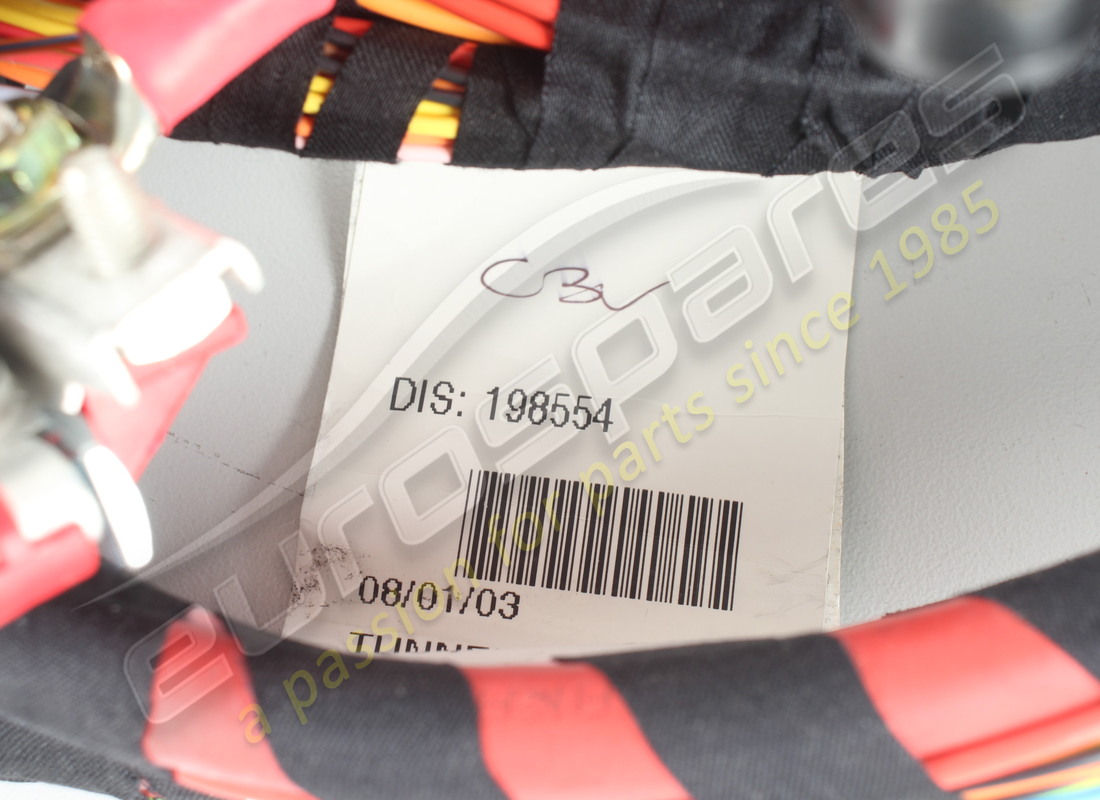 DIS: 198554
08/01/03
eurospares
a passion for parts since 1985